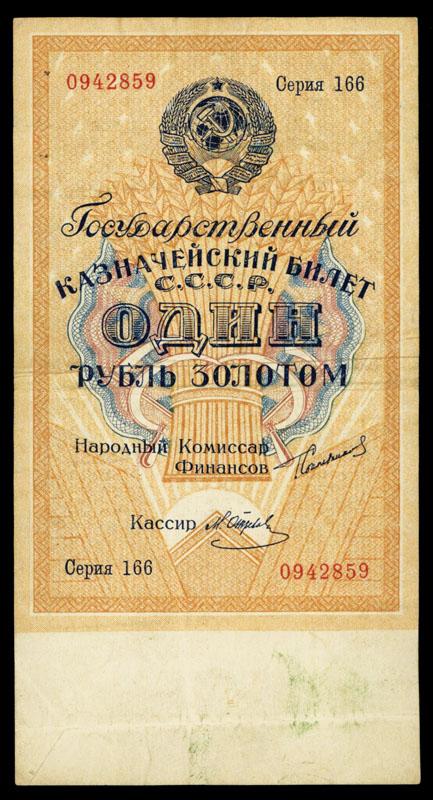 0942859 Серия 166
Государственный
КАЗНАЧЕЙСКИЙ БИЛЕТ
С.С.С.Р.
ОДИН
РУБЛЬ ЗОЛОТОМ
Народный Комиссар
Финансов
Кассир
Серия 166 0942859